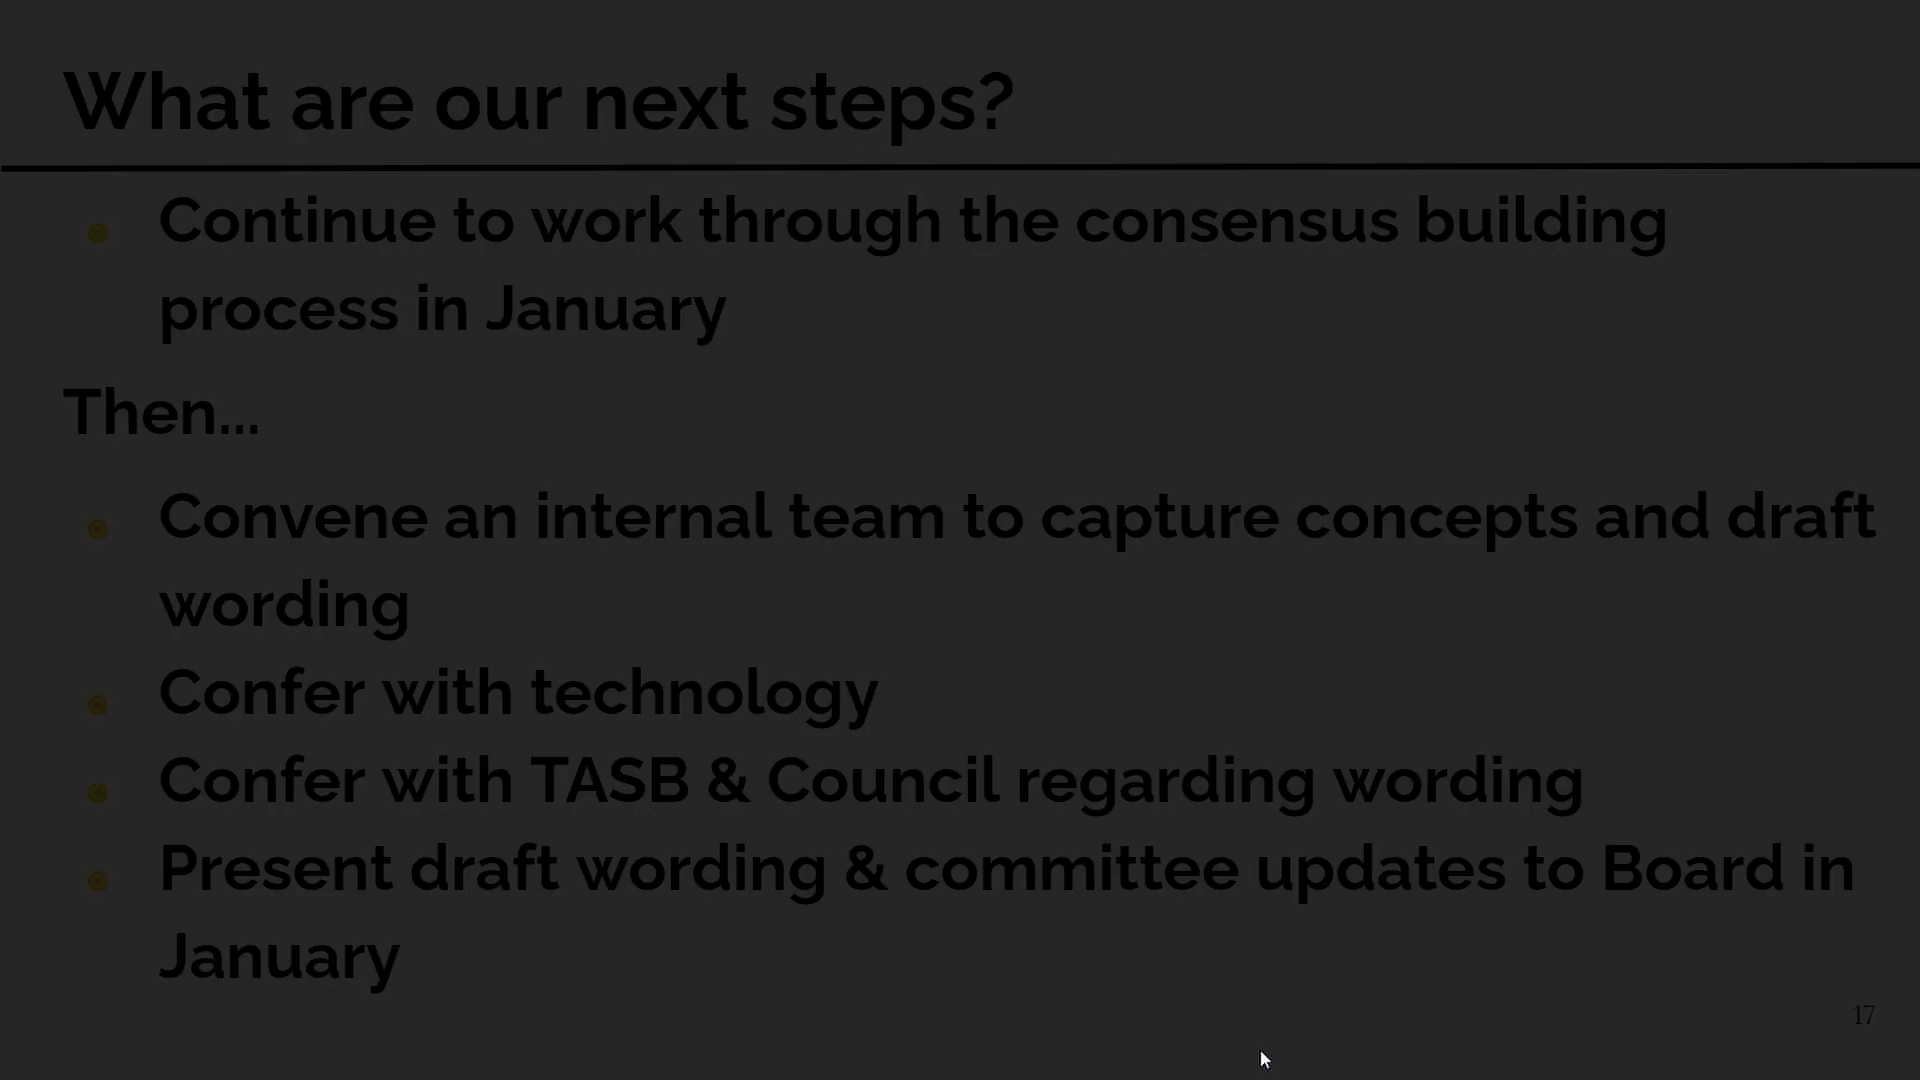 What are our next steps?
Continue to work through the consensus building
process in January
Then...
Convene an internal team to capture concepts and draft
wording
Confer with technology
Confer with TASB & Council regarding wording
Present draft wording & committee updates to Board in
January
17